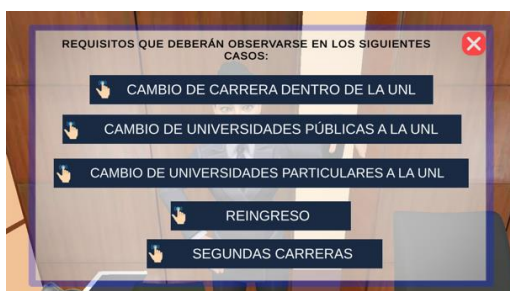 REQUISITOS QUE DEBERÁN OBSERVARSE EN LOS SIGUIENTES
CASOS:
CAMBIO DE CARRERA DENTRO DE LA UNL
CAMBIO DE UNIVERSIDADES PÚBLICAS A LA UNL
CAMBIO DE UNIVERSIDADES PARTICULARES A LA UNL
REINGRESO
SEGUNDAS CARRERAS